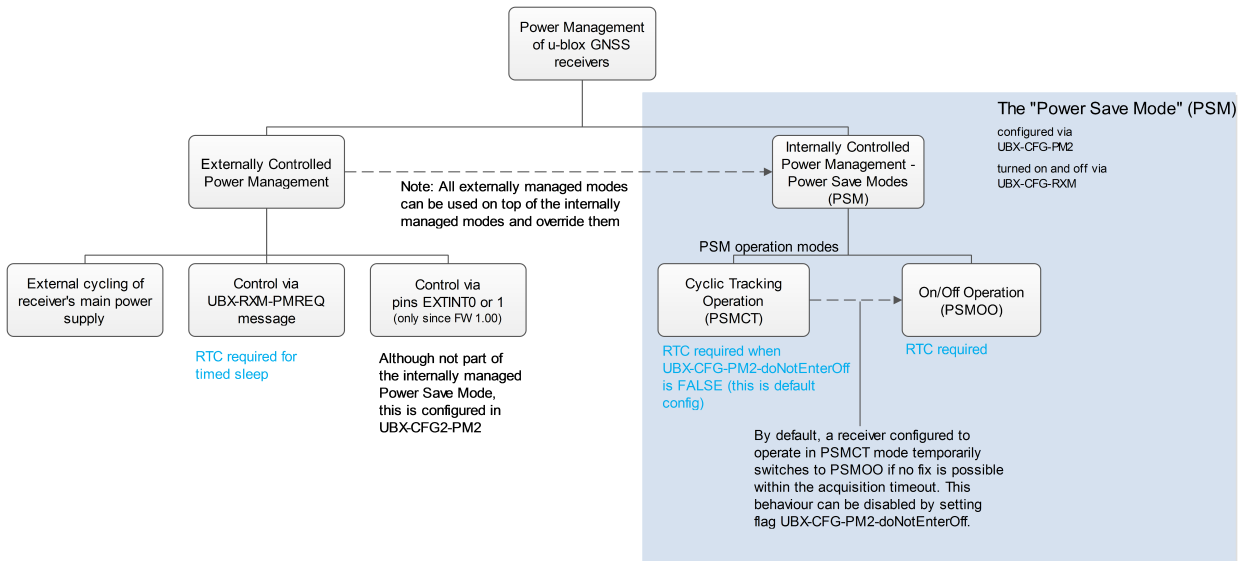 Power Management
of u-blox GNSS
receivers
The "Power Save Mode" (PSM)
configured via
UBX-CFG-PM2
turned on and off via
UBX-CFG-RXM
Externally Controlled
Power Management
Internally Controlled
Power Management -
Power Save Modes
(PSM)
Note: All externally managed modes
can be used on top of the internally
managed modes and override them
PSM operation modes
External cycling of
receiver's main power
supply
Control via
UBX-RXM-PMREQ
message
Control via
pins EXTINT0 or 1
(only since FW 1.00)
Cyclic Tracking
Operation
(PSMCT)
On/Off Operation
(PSMOO)
RTC required for
timed sleep
Although not part of
the internally managed
Power Save Mode,
this is configured in
UBX-CFG2-PM2
RTC required when
UBX-CFG-PM2-doNotEnterOff
is FALSE (this is default
config)
RTC required
By default, a receiver configured to
operate in PSMCT mode temporarily
switches to PSMOO if no fix is possible
within the acquisition timeout. This
behaviour can be disabled by setting
flag UBX-CFG-PM2-doNotEnterOff.